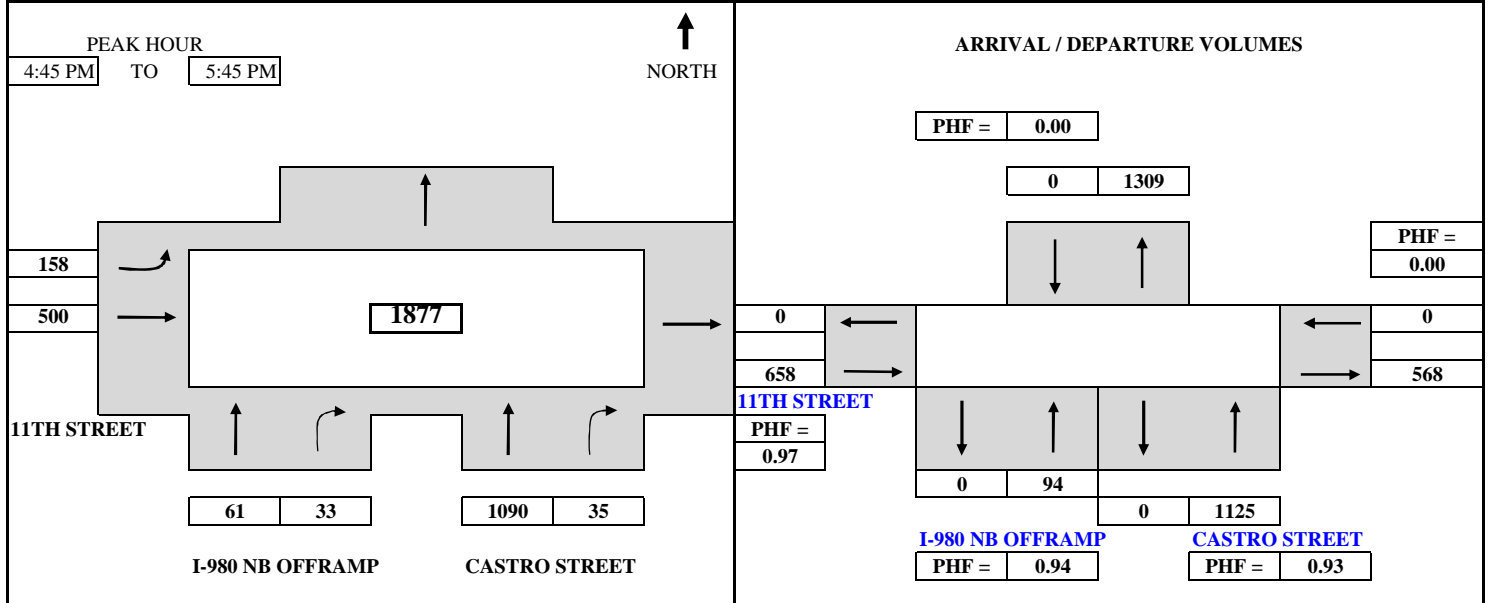 PEAK HOUR
4:45 PM TO 5:45 PM
NORTH
158
500
1877
11TH STREET
61 33 1090 35
I-980 NB OFFRAMP CASTRO STREET
ARRIVAL / DEPARTURE VOLUMES
PHF = 0.00
0 1309
PHF =
0.00
0 0
658 568
11TH STREET
PHF =
0.97
0 94
0 1125
I-980 NB OFFRAMP CASTRO STREET
PHF = 0.94 PHF = 0.93